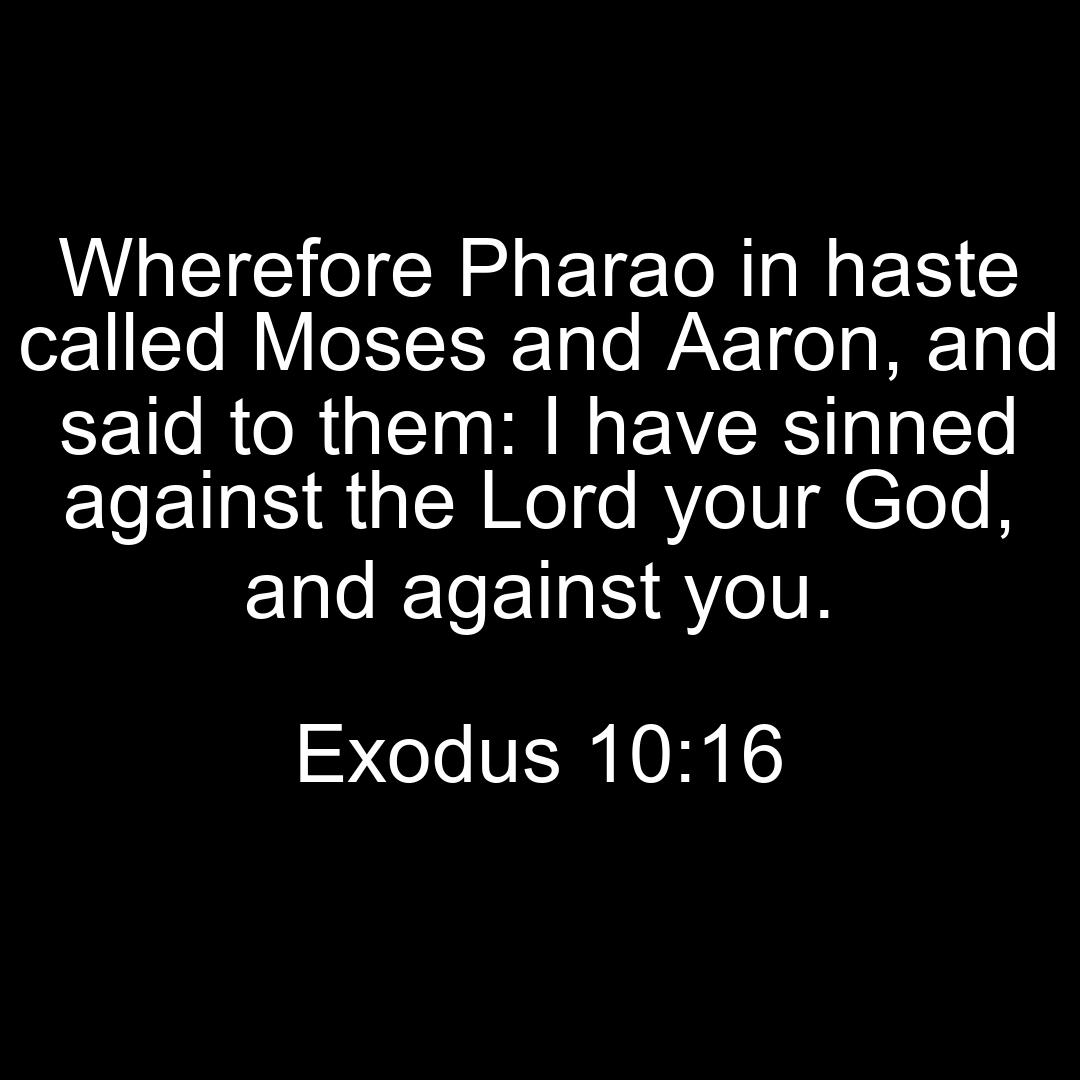 Wherefore Pharao in haste
called Moses and Aaron, and
said to them: I have sinned
against the Lord your God,
and against you.
Exodus 10:16